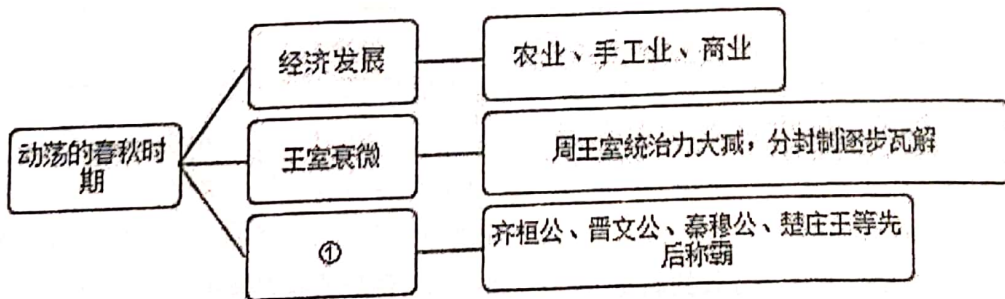 经济发展
农业、手工业、商业
动荡的春秋时
期
王室衰微
周王室统治力大减，分封制逐步瓦解
①
齐桓公、晋文公、秦穆公、楚庄王等先
后称霸